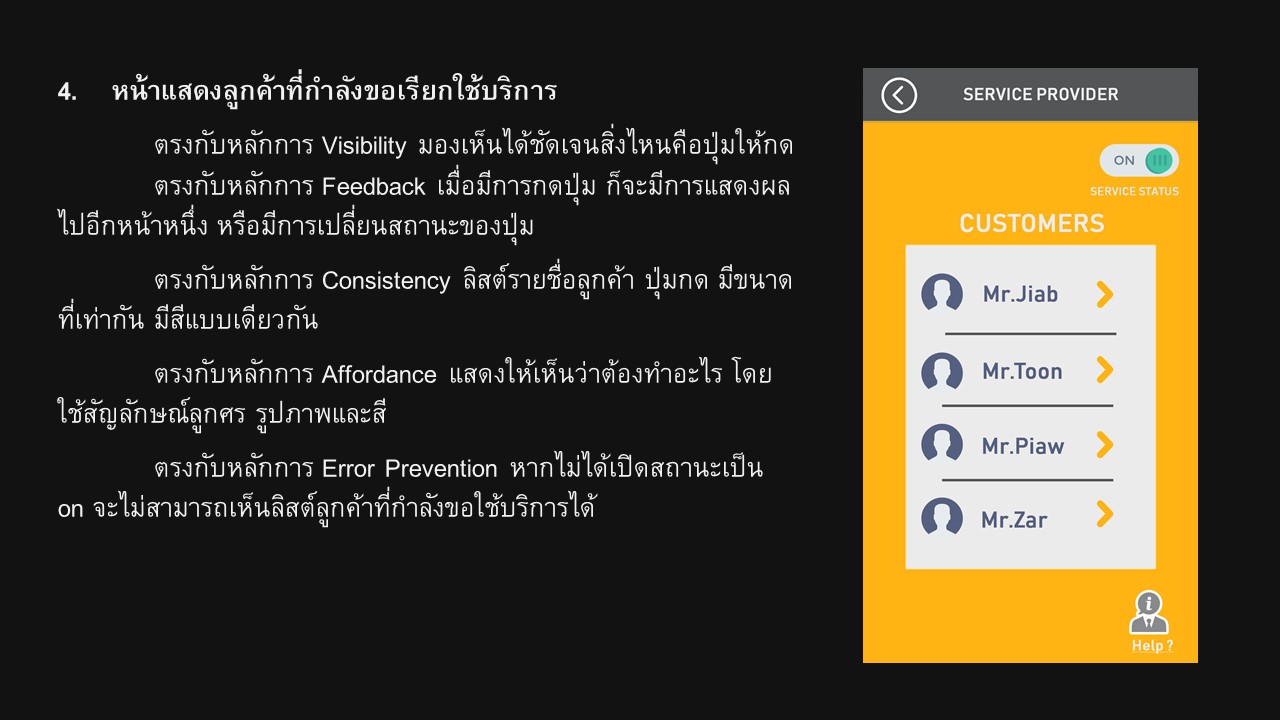 4. หน้าแสดงลูกค้าที่กำลังขอเรียกใช้บริการ
ตรงกับหลักการ Visibility มองเห็นได้ชัดเจนสิ่งไหนคือปุ่มให้กด
ตรงกับหลักการ Feedback เมื่อมีการกดปุ่ม ก็จะมีการแสดงผล
ไปอีกหน้าหนึ่ง หรือมีการเปลี่ยนสถานะของปุ่ม
ตรงกับหลักการ Consistency ลิสต์รายชื่อลูกค้า ปุ่มกด มีขนาด
ที่เท่ากัน มีสีแบบเดียวกัน
ตรงกับหลักการ Affordance แสดงให้เห็นว่าต้องทำอะไร โดย
ใช้สัญลักษณ์ลูกศร รูปภาพและสี
ตรงกับหลักการ Error Prevention หากไม่ได้เปิดสถานะเป็น
on จะไม่สามารถเห็นลิสต์ลูกค้าที่กำลังขอใช้บริการได้
SERVICE PROVIDER
ON
SERVICE STATUS
CUSTOMERS
Mr.Jiab
Mr.Toon
Mr.Piaw
Mr.Zar
Help ?